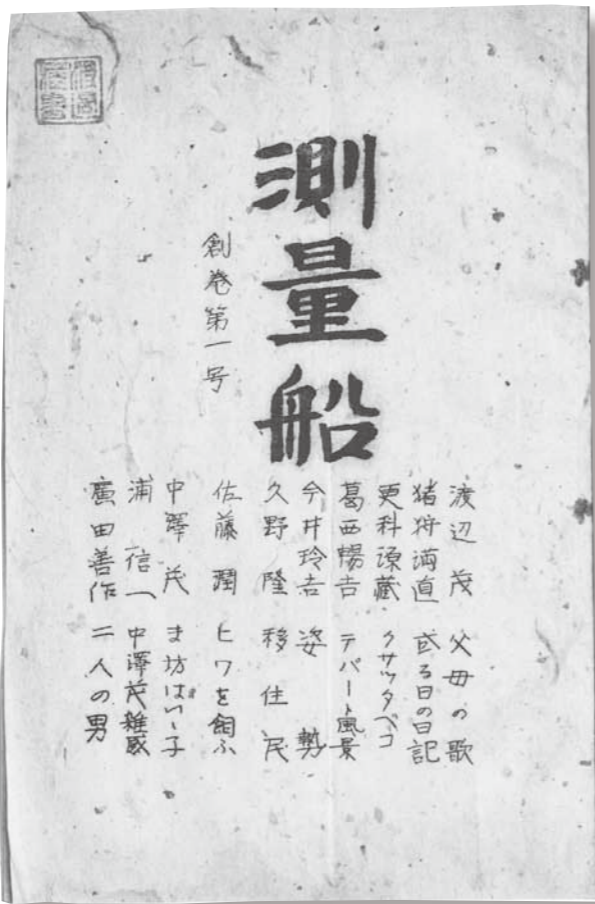 測量船
創巻第一号
渡辺茂 父母の歌
猪狩満直 或る日の日記
更科源藏 クサツタベコ
葛西暢吉 デパート風景
今井玲吉 姿勢
久野隆 移住民
佐藤潤 ヒワを飼ふ
中澤茂 ま坊はいゝ子
浦信一 中澤茂雑感
廣田善作 二人の男